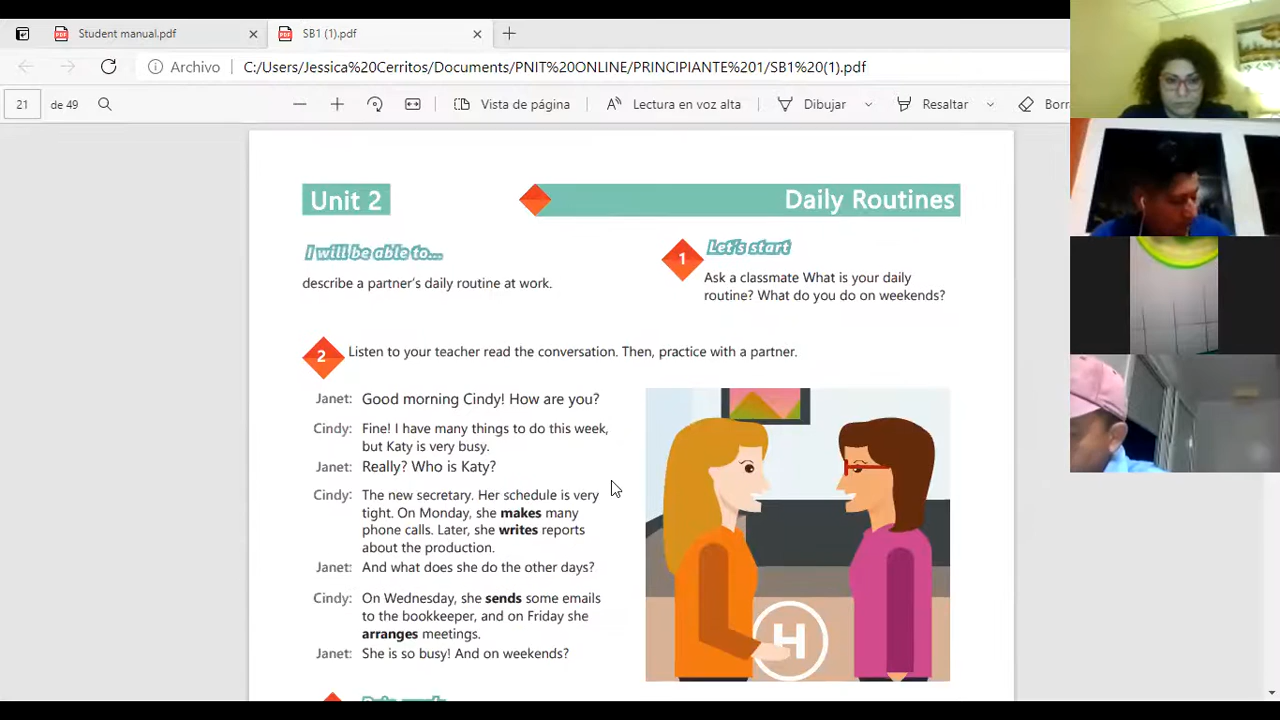 Student manual.pdf
SB1 (1).pdf
Archivo
C:/Users/Jessica%20Cerritos/Documents/PNIT%20ONLINE/PRINCIPIANTE%201/SB1%20(1).pdf
21 de 49
Vista de página
Lectura en voz alta
Dibujar
Resaltar
Unit 2
Daily Routines
I will be able to...
describe a partner's daily routine at work.
1 Let's start
Ask a classmate What is your daily
routine? What do you do on weekends?
2 Listen to your teacher read the conversation. Then, practice with a partner.
Janet: Good morning Cindy! How are you?
Cindy: Fine! I have many things to do this week,
but Katy is very busy.
Janet: Really? Who is Katy?
Cindy: The new secretary. Her schedule is very
tight. On Monday, she makes many
phone calls. Later, she writes reports
about the production.
Janet: And what does she do the other days?
Cindy: On Wednesday, she sends some emails
to the bookkeeper, and on Friday she
arranges meetings.
Janet: She is so busy! And on weekends?
H